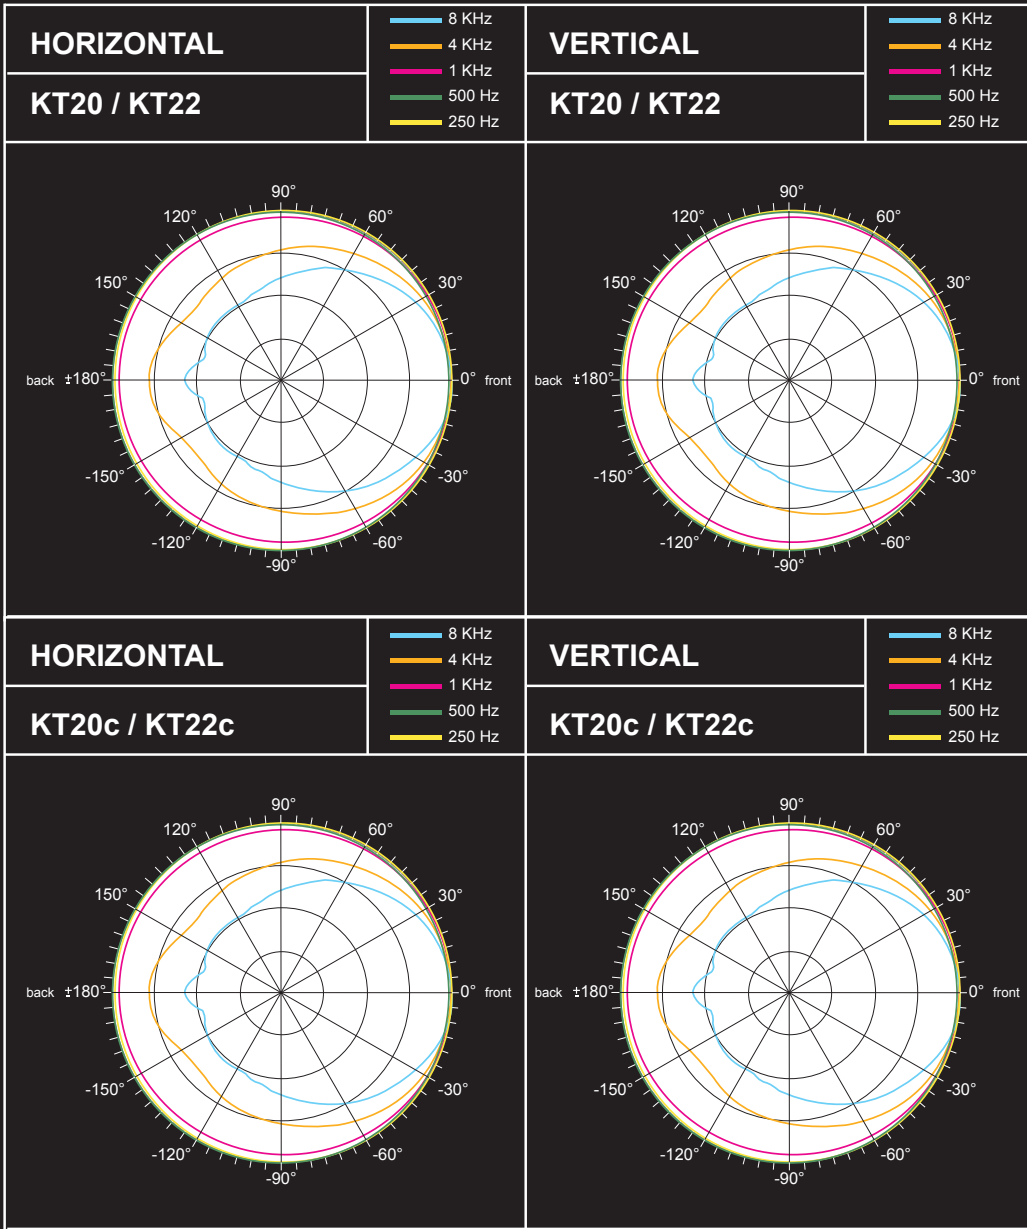 HORIZONTAL
KT20 / KT22
8 KHz
4 KHz
1 KHz
500 Hz
250 Hz
90°
120°
60°
150°
30°
back ±180°
0° front
-150°
-30°
-120°
-60°
-90°
VERTICAL
KT20 / KT22
8 KHz
4 KHz
1 KHz
500 Hz
250 Hz
90°
120°
60°
150°
30°
back ±180°
0° front
-150°
-30°
-120°
-60°
-90°
HORIZONTAL
KT20c / KT22c
8 KHz
4 KHz
1 KHz
500 Hz
250 Hz
90°
120°
60°
150°
30°
back ±180°
0° front
-150°
-30°
-120°
-60°
-90°
VERTICAL
KT20c / KT22c
8 KHz
4 KHz
1 KHz
500 Hz
250 Hz
90°
120°
60°
150°
30°
back ±180°
0° front
-150°
-30°
-120°
-60°
-90°